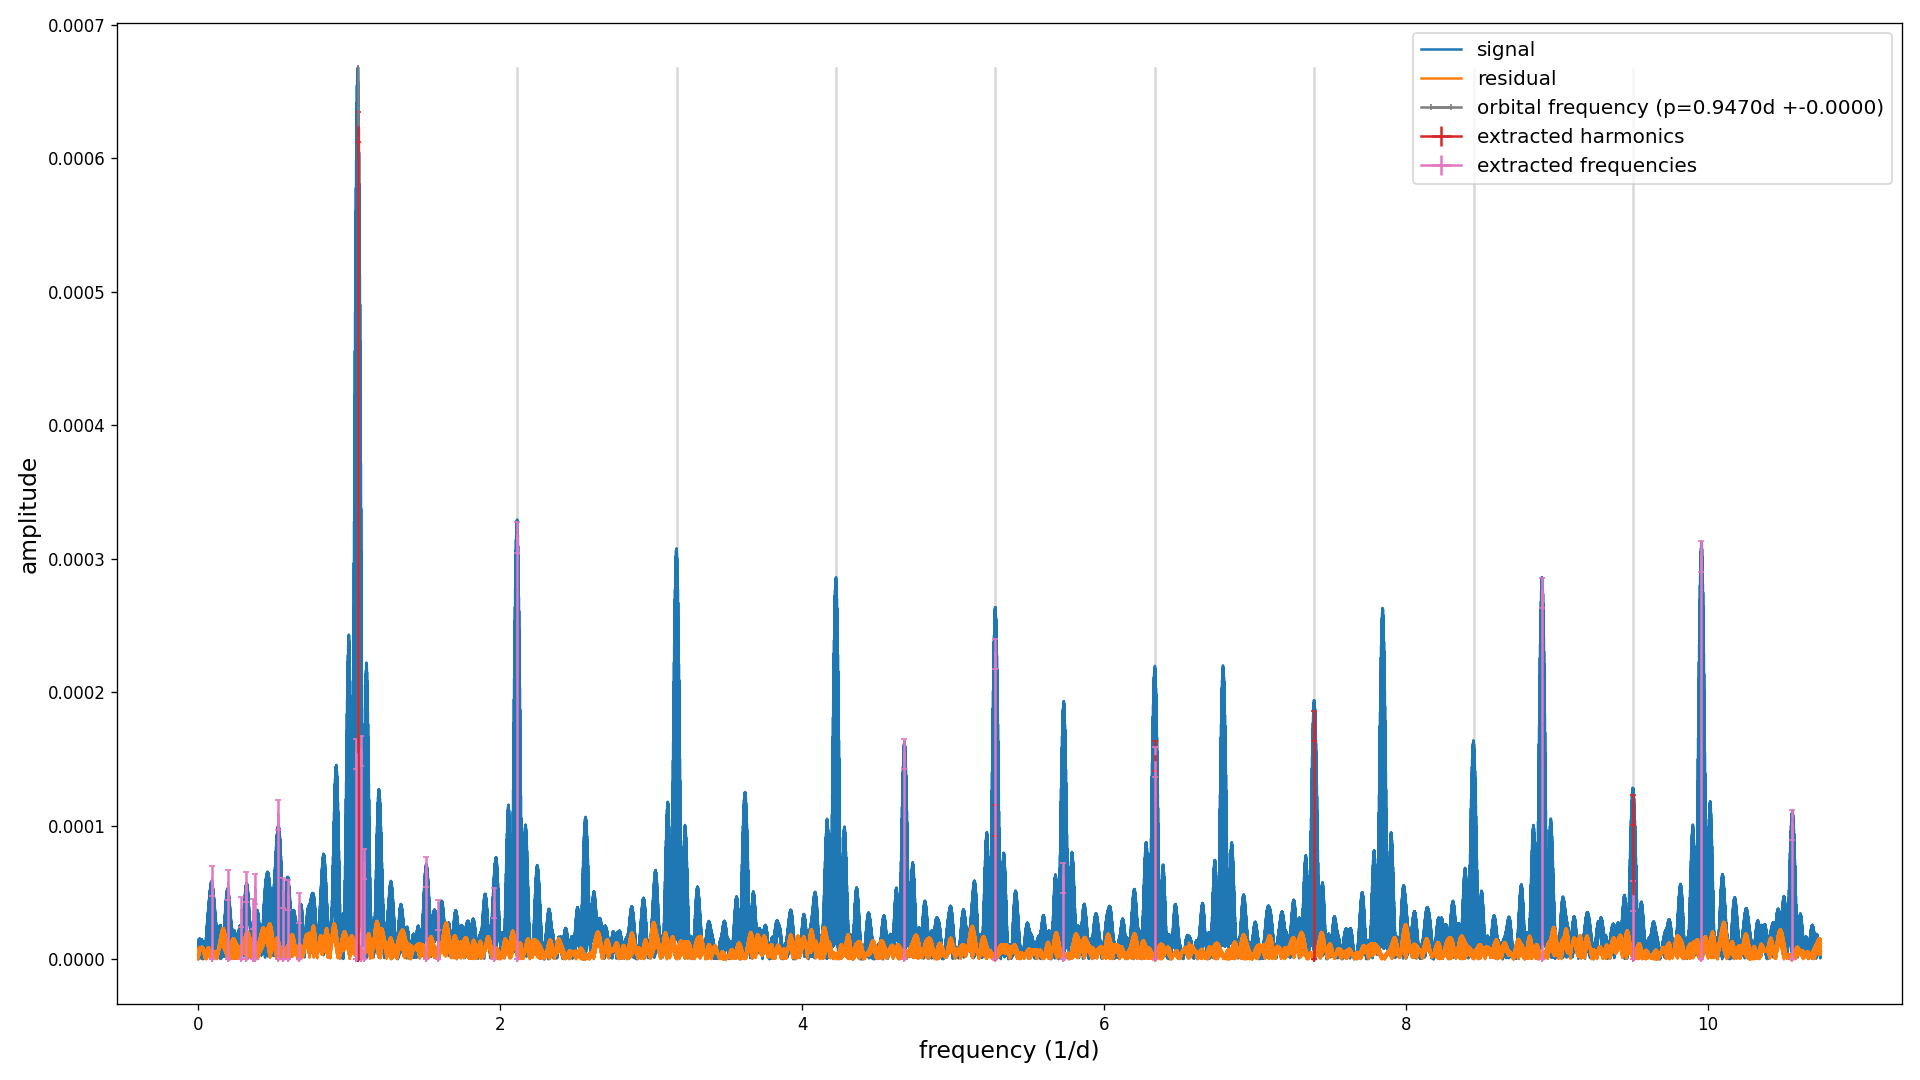 0.0007
0.0006
0.0005
0.0004
0.0003
0.0002
0.0001
0.0000
amplitude
0 2 4 6 8 10
frequency (1/d)
signal
residual
orbital frequency (p=0.9470d +-0.0000)
extracted harmonics
extracted frequencies